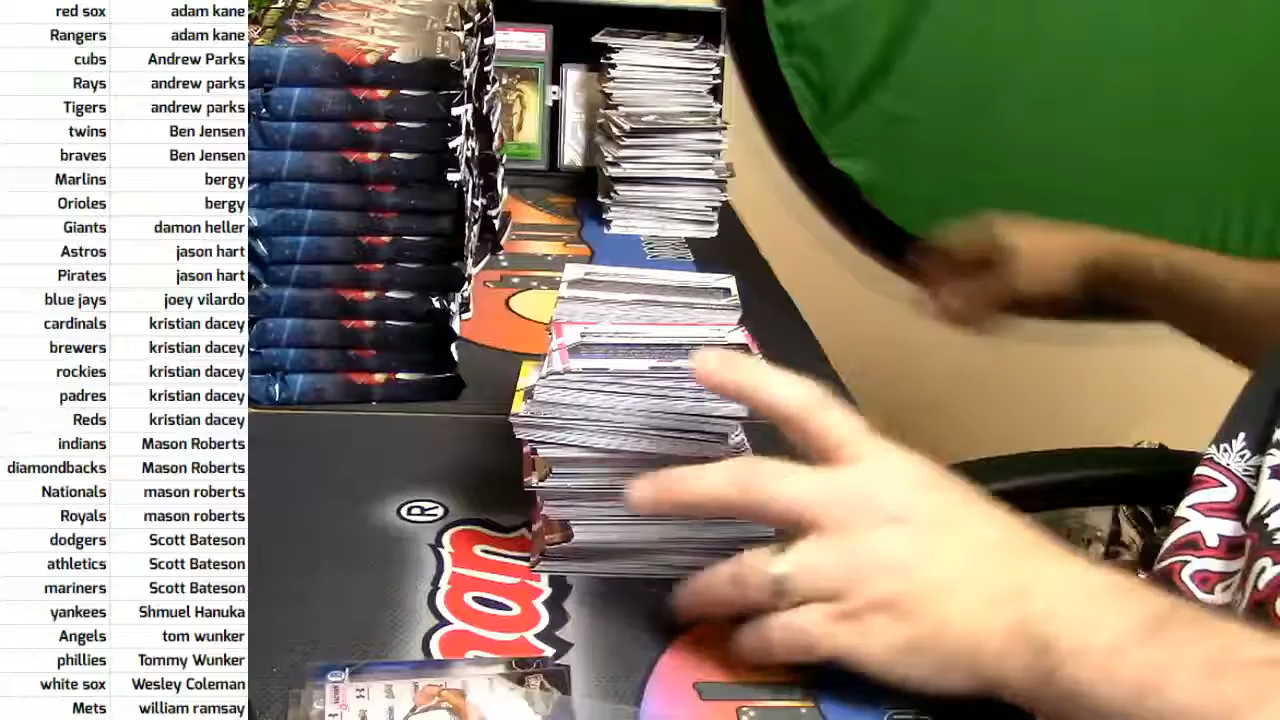 red sox adam kane
Rangers adam kane
cubs Andrew Parks
Rays andrew parks
Tigers andrew parks
twins Ben Jensen
braves Ben Jensen
Marlins bergy
Orioles bergy
Giants damon heller
Astros jason hart
Pirates jason hart
blue jays joey vilardo
cardinals kristian dacey
brewers kristian dacey
rockies kristian dacey
padres kristian dacey
Reds kristian dacey
indians Mason Roberts
diamondbacks Mason Roberts
Nationals mason roberts
Royals mason roberts
dodgers Scott Bateson
athletics Scott Bateson
mariners Scott Bateson
yankees Shmuel Hanuka
Angels tom wunker
phillies Tommy Wunker
white sox Wesley Coleman
Mets william ramsay
®